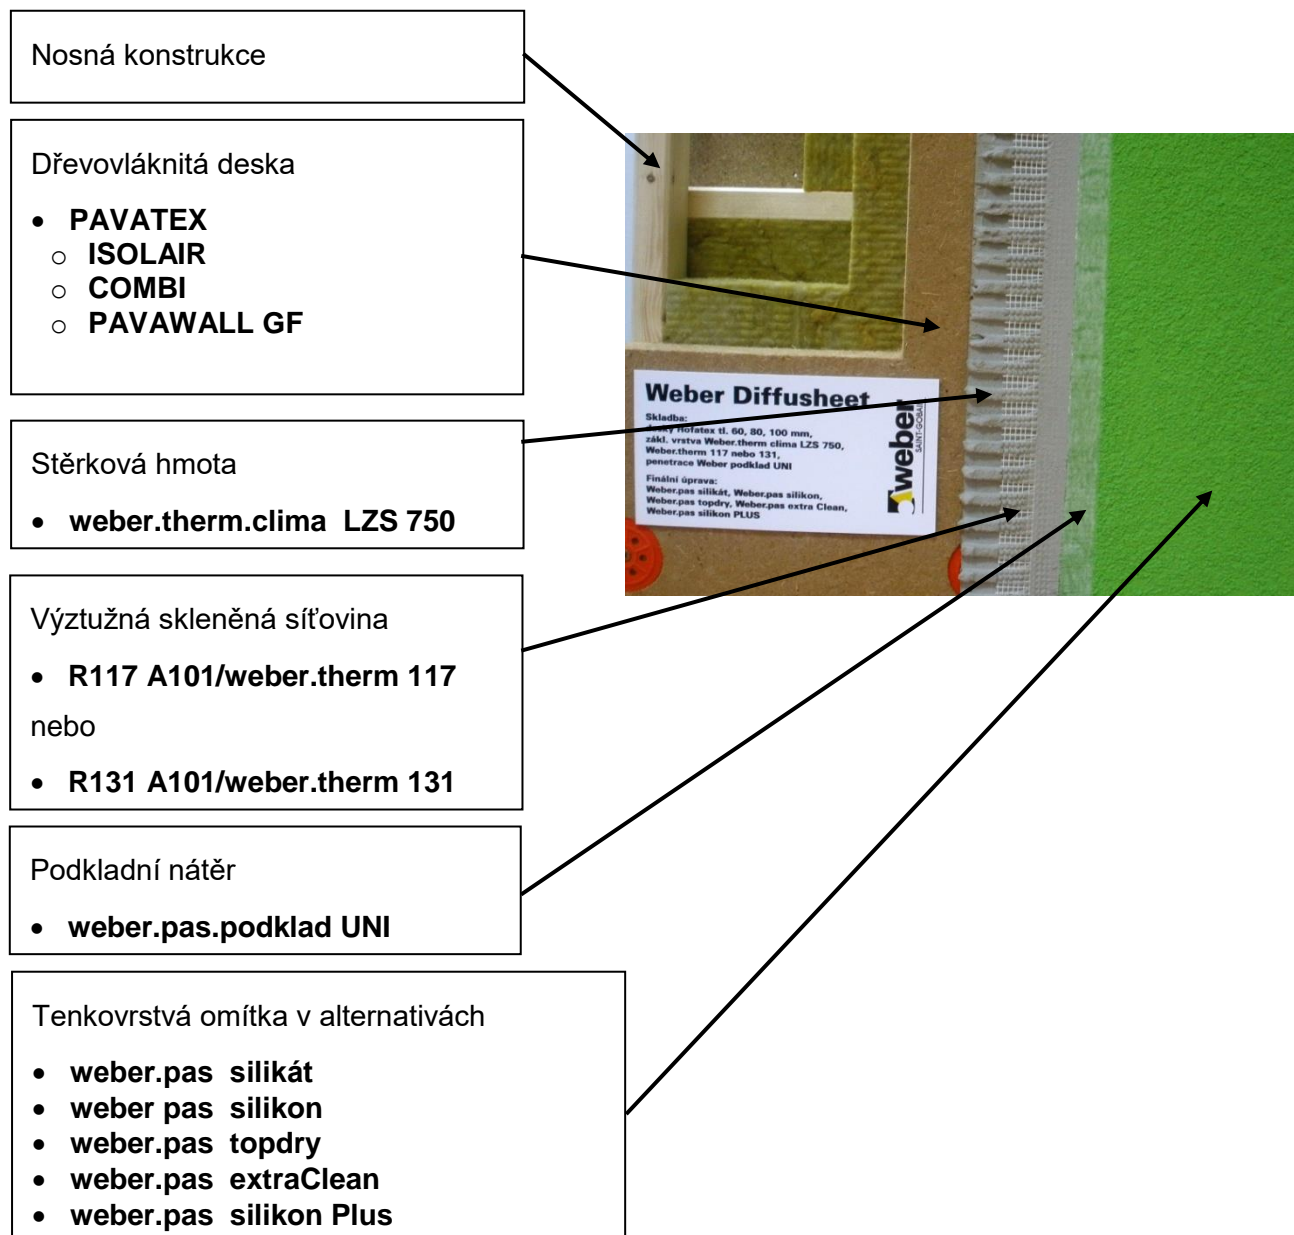 Nosná konstrukce
Dřevovláknitá deska
• PAVATEX
○ ISOLAIR
○ COMBI
○ PAVAWALL GF
Stěrková hmota
• weber.therm.clima LZS 750
Výztužná skleněná síťovina
• R117 A101/weber.therm 117
nebo
• R131 A101/weber.therm 131
Podkladní nátěr
• weber.pas.podklad UNI
Tenkovrstvá omítka v alternativách
• weber.pas silikát
• weber pas silikon
• weber.pas topdry
• weber.pas extraClean
• weber.pas silikon Plus
Weber Diffusheet
Skladba:
desky Hofatex tl. 60, 80, 100 mm,
zákl. vrstva Weber.therm clima LZS 750,
Weber.therm 117 nebo 131,
penetrace Weber podklad UNI
Finální úprava:
Weber.pas silikát, Weber.pas silikon,
Weber.pas topdry, Weber.pas extra Clean,
Weber.pas silikon PLUS
weber
SAINT-GOBAIN